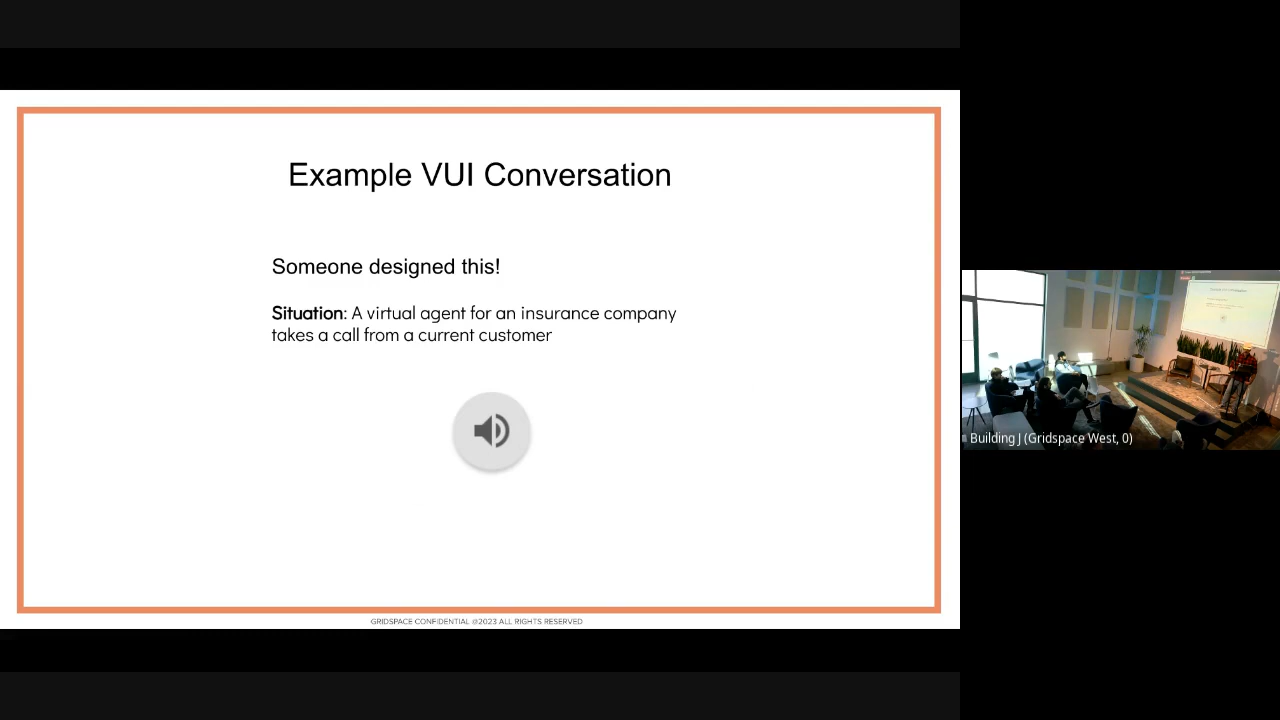 Example VUI Conversation
Someone designed this!
Situation: A virtual agent for an insurance company
takes a call from a current customer
GRIDSPACE CONFIDENTIAL @2023 ALL RIGHTS RESERVED
Building J (Gridspace West, 0)